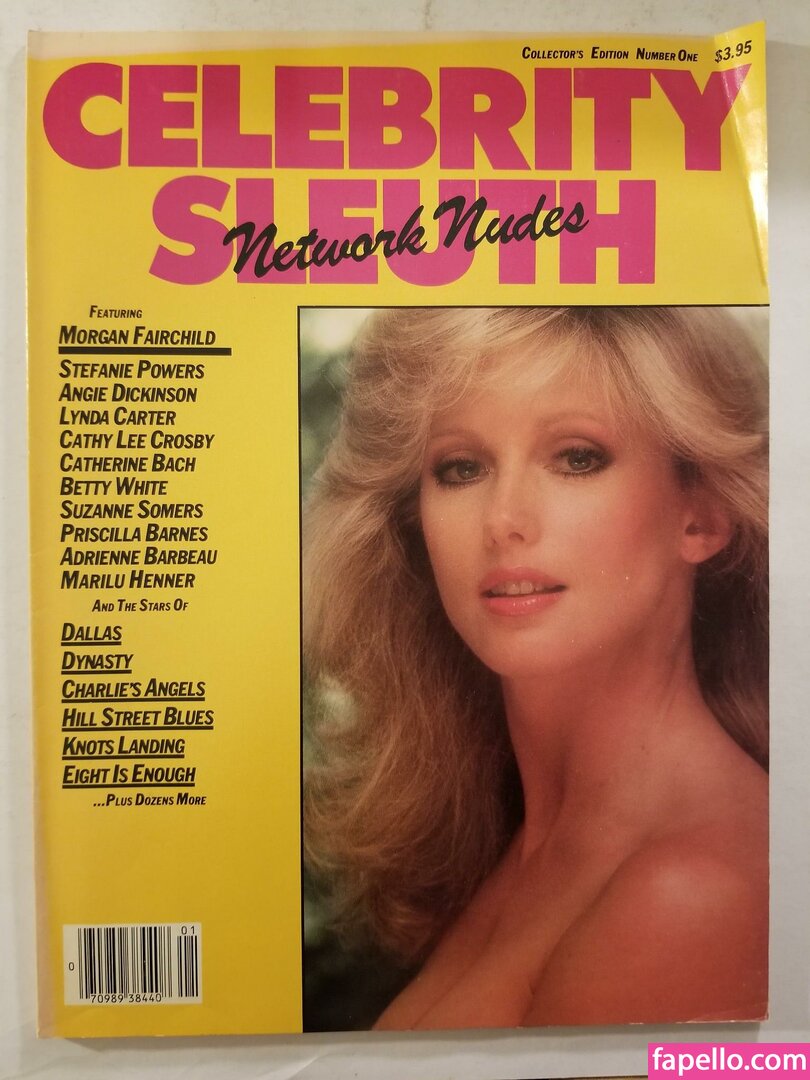 COLLECTOR'S EDITION NUMBER ONE $3.95
CELEBRITY
SLEUTH
Network Nudes
FEATURING
MORGAN FAIRCHILD
STEFANIE POWERS
ANGIE DICKINSON
LYNDA CARTER
CATHY LEE CROSBY
CATHERINE BACH
BETTY WHITE
SUZANNE SOMERS
PRISCILLA BARNES
ADRIENNE BARBEAU
MARILU HENNER
AND THE STARS OF
DALLAS
DYNASTY
CHARLIE'S ANGELS
HILL STREET BLUES
KNOTS LANDING
EIGHT IS ENOUGH
...PLUS DOZENS MORE
01
0 70989 38440
fapello.com